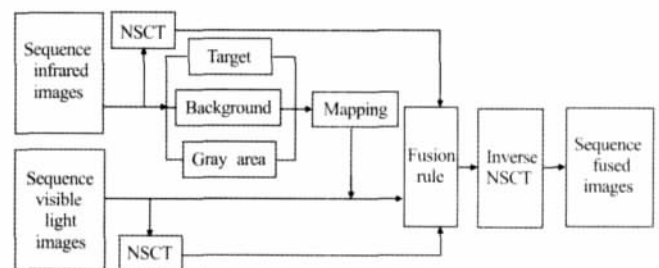 Sequence
infrared
images
NSCT
Target
Background
Gray area
Mapping
Sequence
visible
light
images
NSCT
Fusion
rule
Inverse
NSCT
Sequence
fused
images